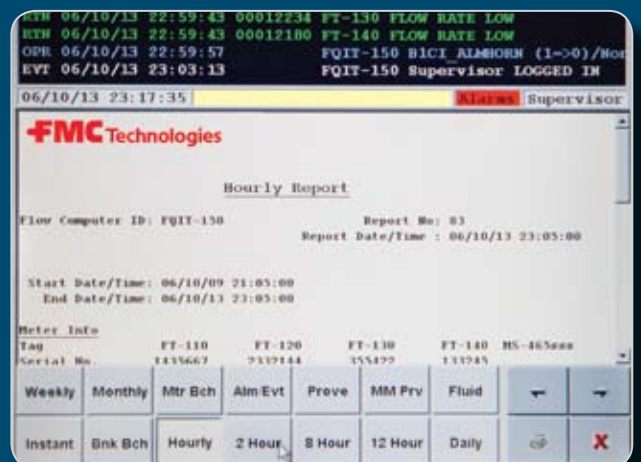 RTN 06/10/13 22:59:43 00012234 FT-130 FLOW RATE LOW
RTN 06/10/13 22:59:43 00012180 FT-140 FLOW RATE LOW
OPR 06/10/13 22:59:57 FQIT-150 B1CI_ALMHORN (1=>0)/Nor
EVT 06/10/13 23:03:13 FQIT-150 Supervisor LOGGED IN
06/10/13 23:17:35 Alarms Supervisor
FMC Technologies
Hourly Report
Flow Computer ID: FQIT-150 Report No: 83
Report Date/Time : 06/10/13 23:05:00
Start Date/Time: 06/10/09 21:05:00
End Date/Time: 06/10/13 23:05:00
Meter Info
Tag FT-110 FT-120 FT-130 FT-140
Serial No. 1435667 2332144 355422 133245
Weekly Monthly Mtr Bch Alm/Evt Prove MM Prv Fluid
Instant Bnk Bch Hourly 2 Hour 8 Hour 12 Hour Daily X